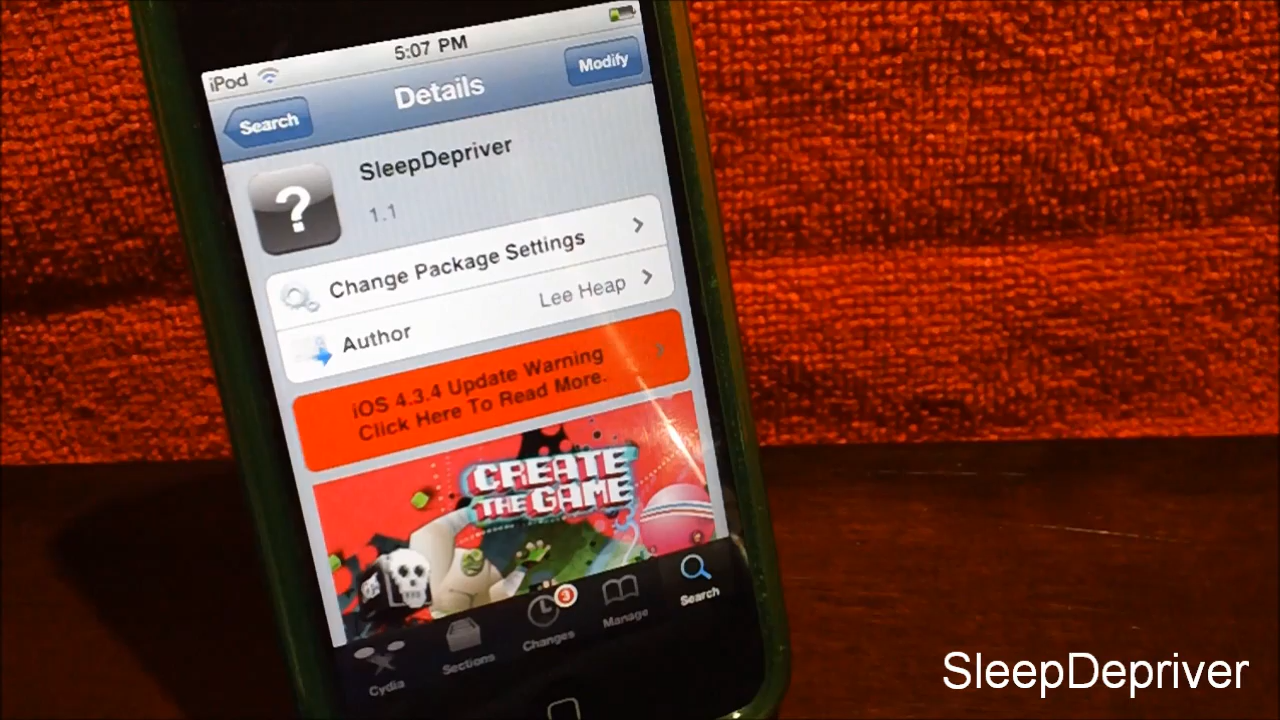 iPod
5:07 PM
Search
Details
Modify
?
SleepDepriver
1.1
Change Package Settings
Author
Lee Heap
iOS 4.3.4 Update Warning
Click Here To Read More.
CREATE
THE GAME
Cydia
Sections
Changes
3
Manage
Search
SleepDepriver